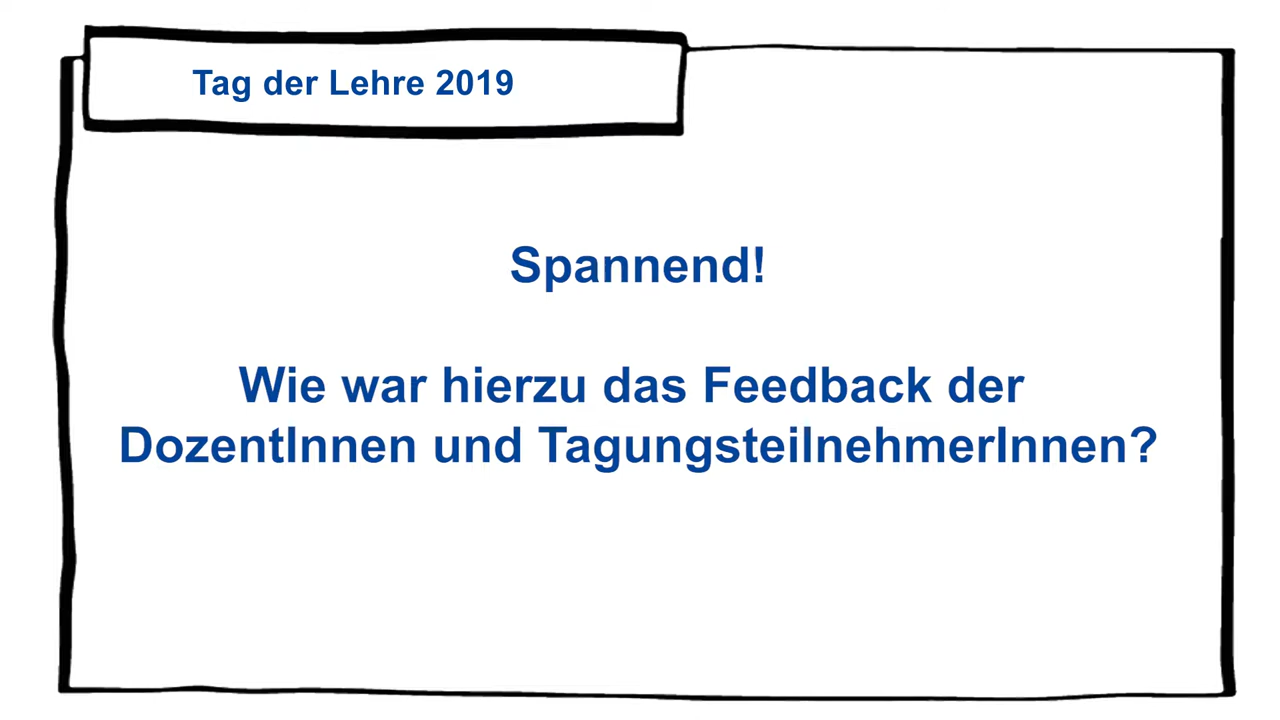 Tag der Lehre 2019
Spannend!
Wie war hierzu das Feedback der
DozentInnen und TagungsteilnehmerInnen?